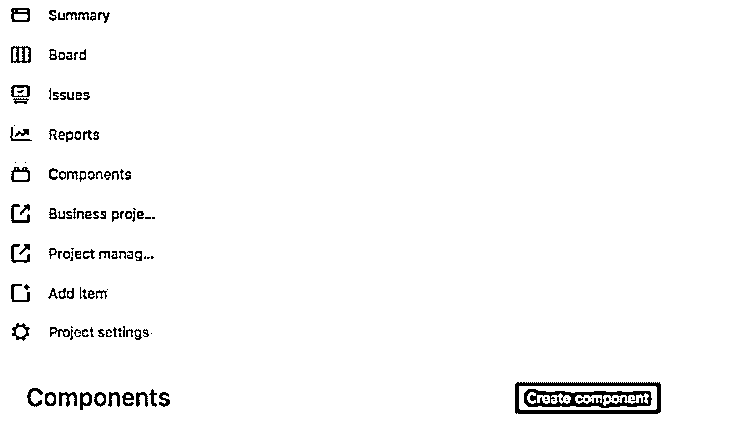 Summary
Board
Issues
Reports
Components
Business proje...
Project manag...
Add item
Project settings
Components
Create component